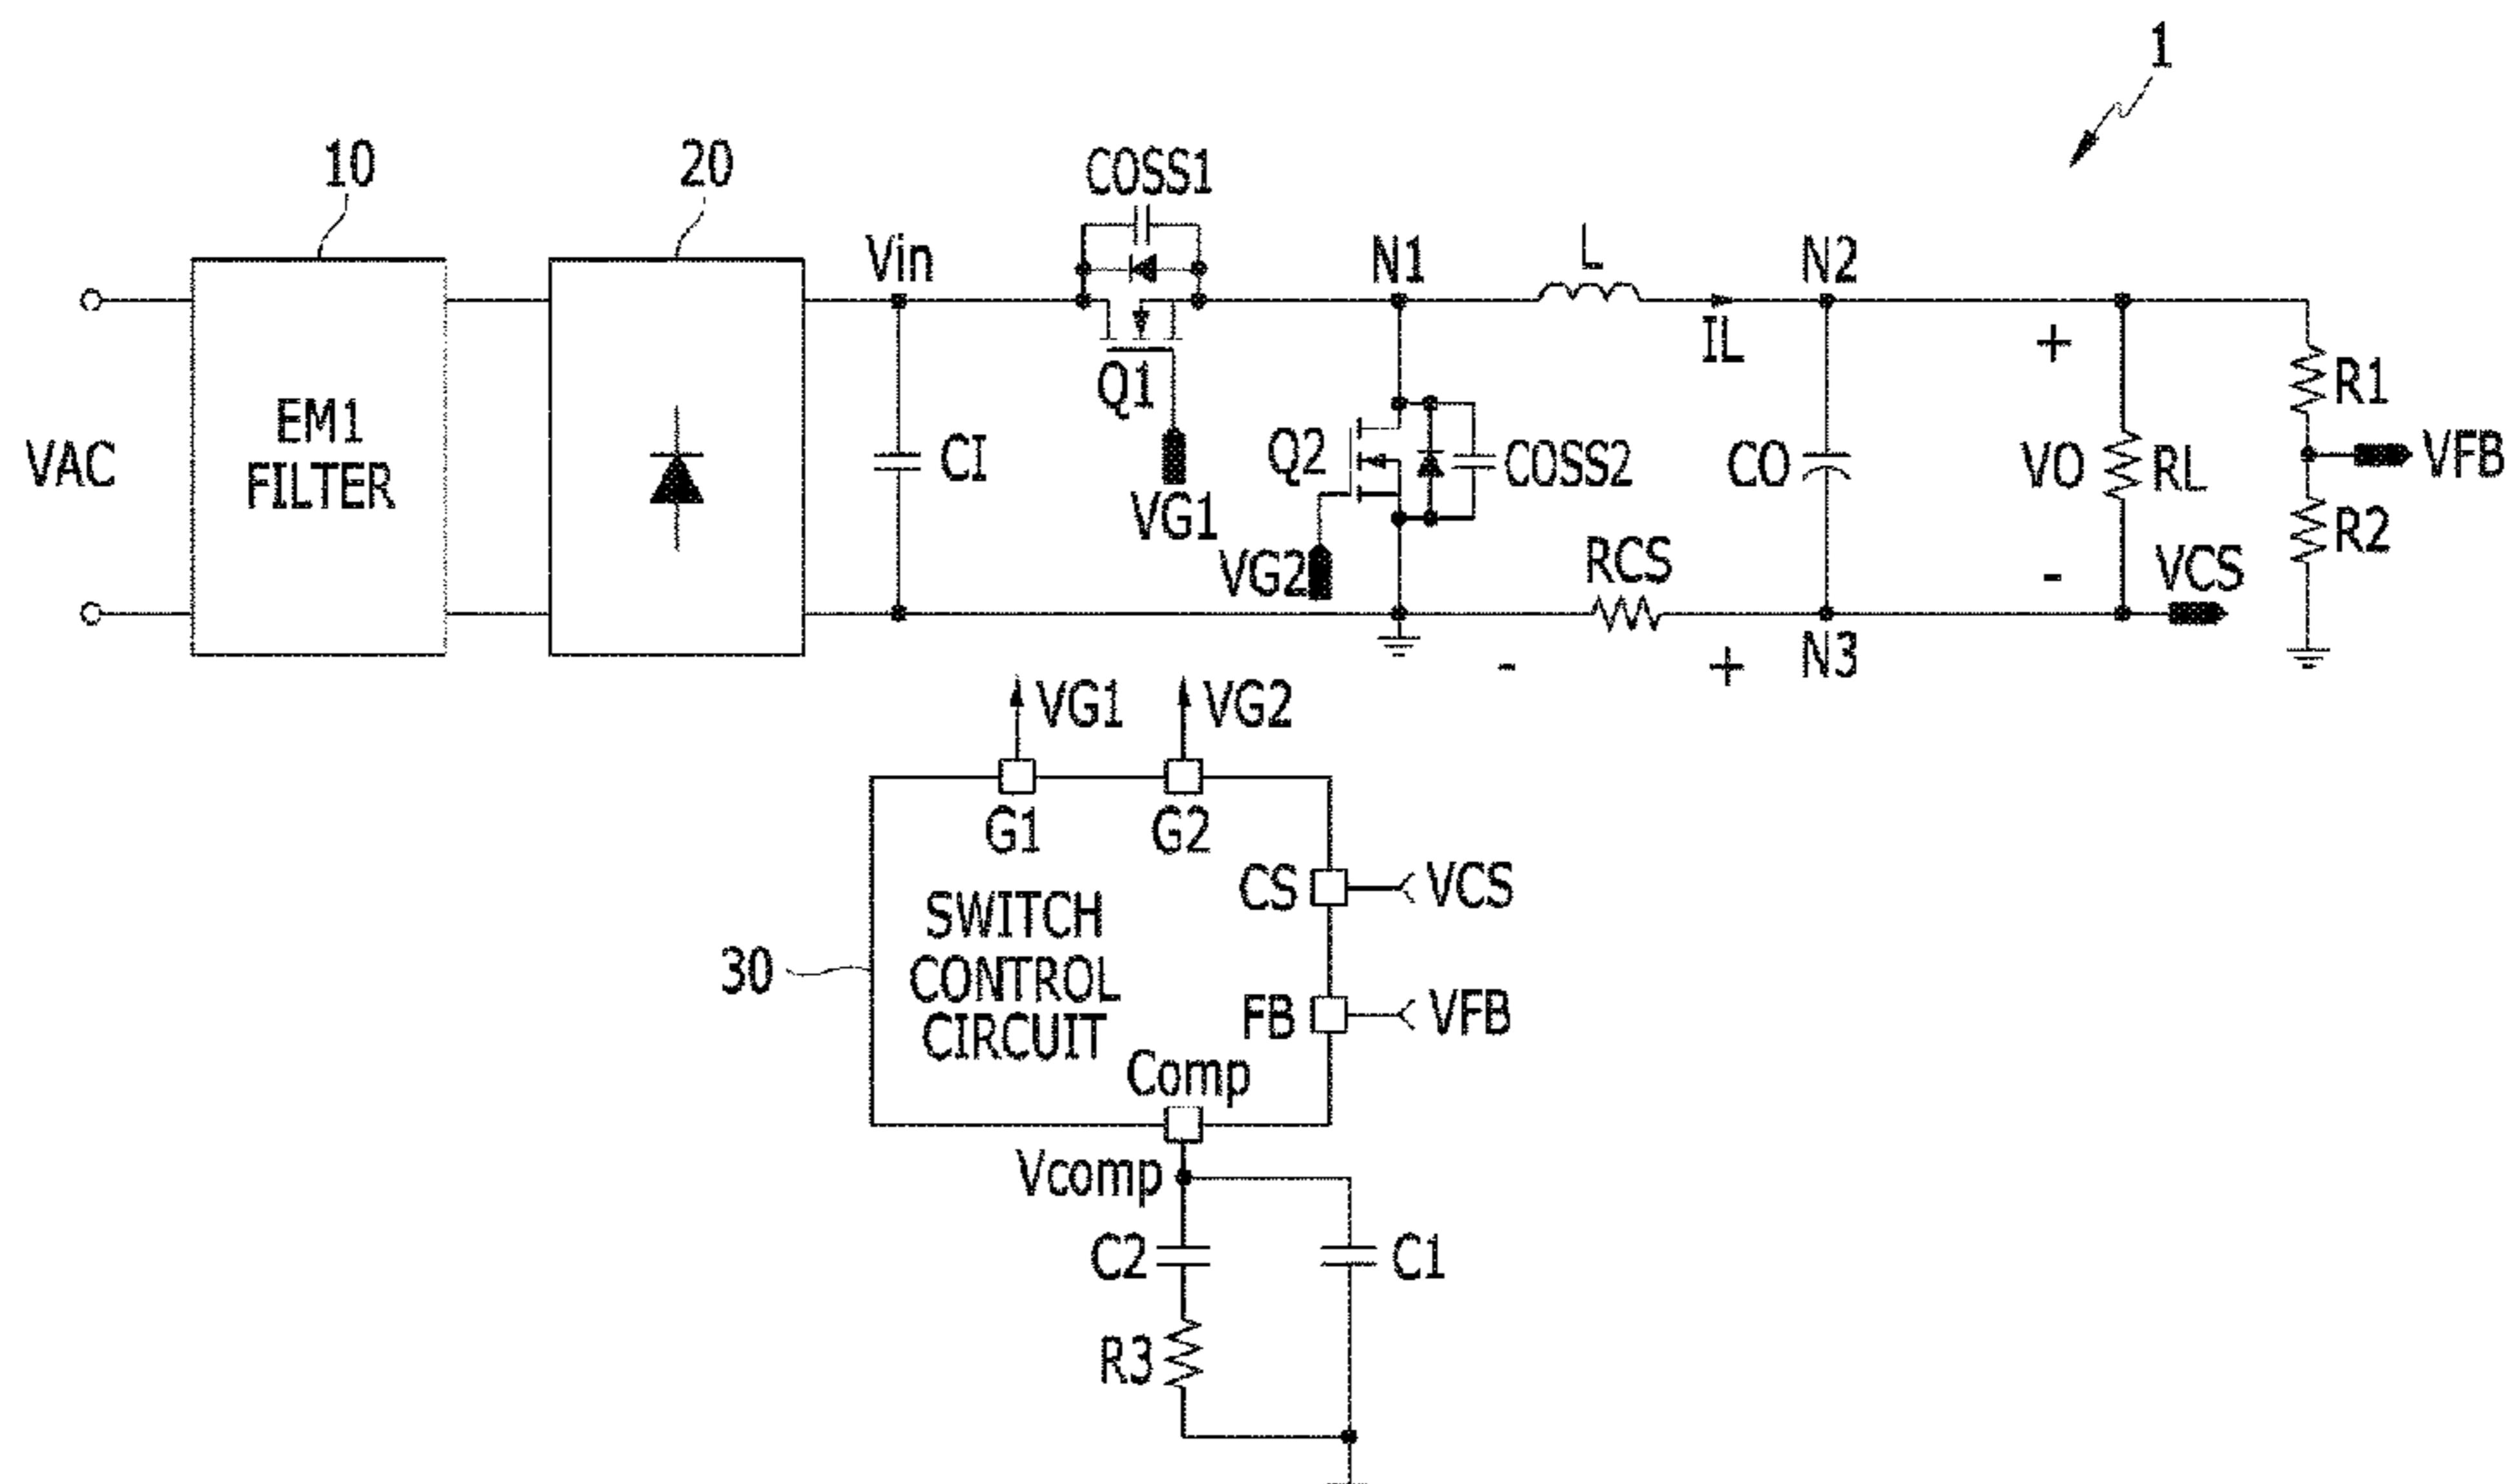 1
10
20
COSS1
Vin
N1
L
N2
IL
+
Q1
R1
EM1
FILTER
VAC
CI
Q2
COSS2
CO
VO
RL
VFB
VG1
R2
VG2
RCS
-
VCS
-
+
N3
VG1
VG2
G1
G2
CS
VCS
SWITCH
CONTROL
CIRCUIT
30
FB
VFB
Comp
Vcomp
C2
C1
R3